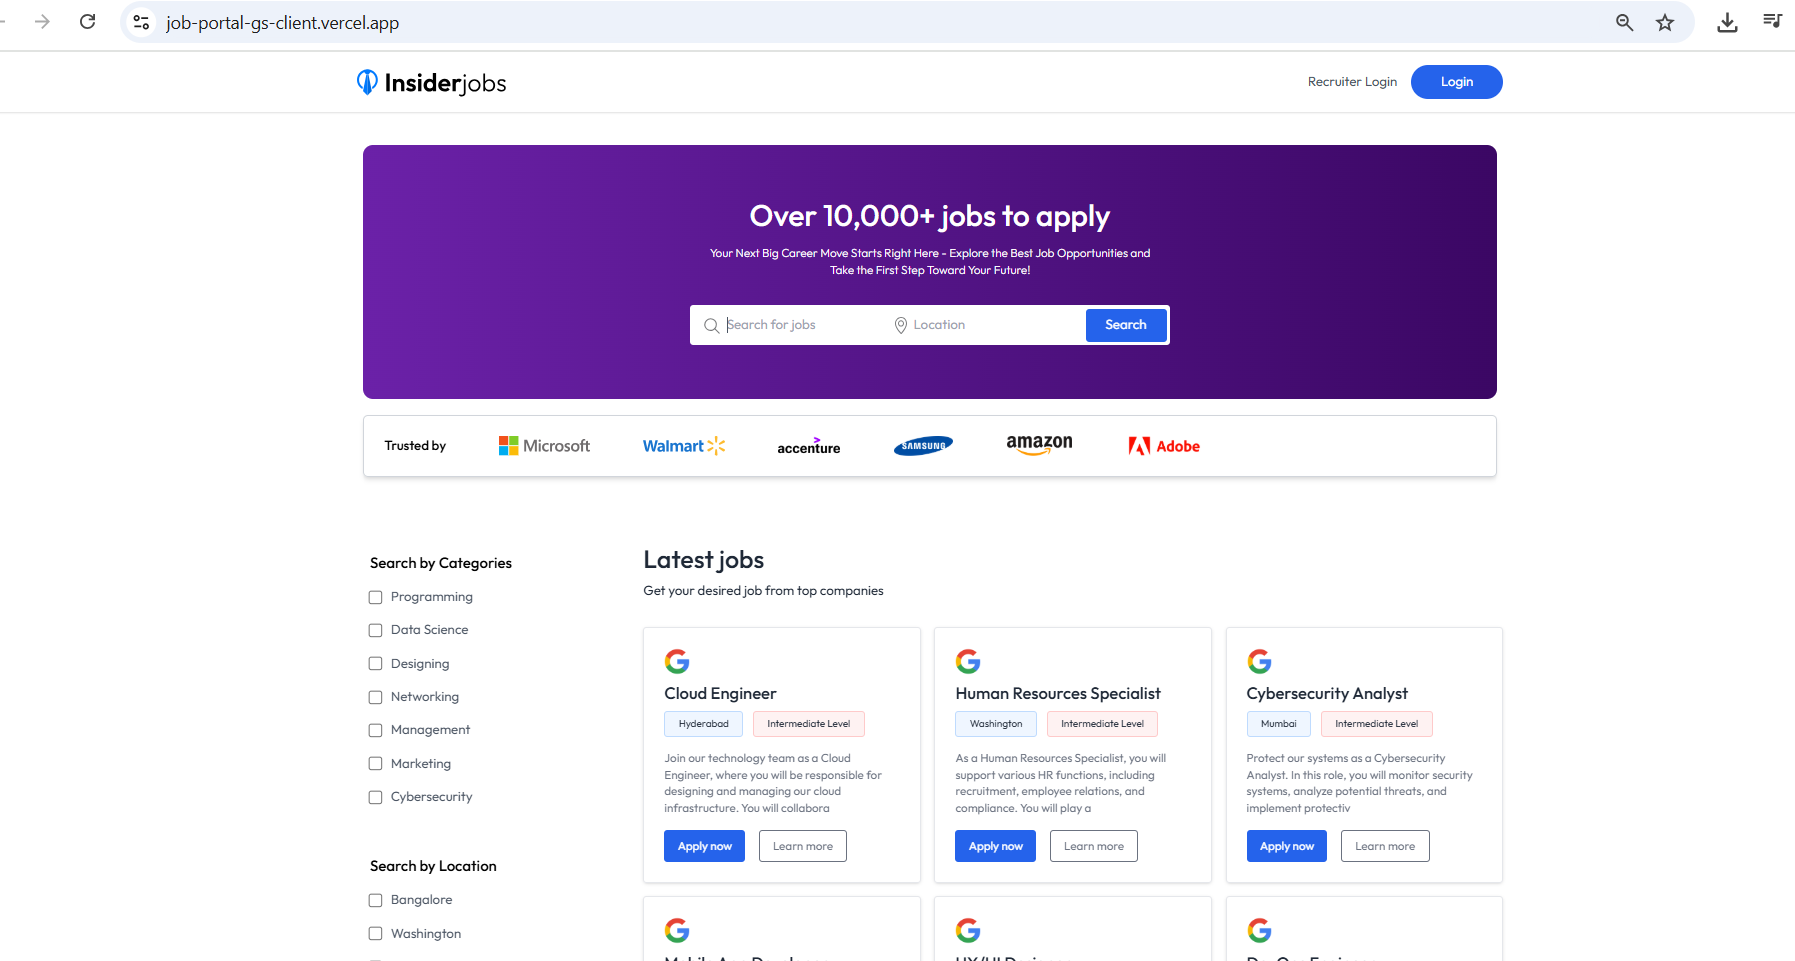 job-portal-gs-client.vercel.app
Insiderjobs
Recruiter Login
Login
Over 10,000+ jobs to apply
Your Next Big Career Move Starts Right Here - Explore the Best Job Opportunities and
Take the First Step Toward Your Future!
Search for jobs
Location
Search
Trusted by
Microsoft
Walmart
accenture
SAMSUNG
amazon
Adobe
Search by Categories
Programming
Data Science
Designing
Networking
Management
Marketing
Cybersecurity
Search by Location
Bangalore
Washington
Latest jobs
Get your desired job from top companies
Cloud Engineer
Hyderabad
Intermediate Level
Join our technology team as a Cloud
Engineer, where you will be responsible for
designing and managing our cloud
infrastructure. You will collabora
Apply now
Learn more
Human Resources Specialist
Washington
Intermediate Level
As a Human Resources Specialist, you will
support various HR functions, including
recruitment, employee relations, and
compliance. You will play a
Apply now
Learn more
Cybersecurity Analyst
Mumbai
Intermediate Level
Protect our systems as a Cybersecurity
Analyst. In this role, you will monitor security
systems, analyze potential threats, and
implement protectiv
Apply now
Learn more
Mobile App Developer
UX/UI Designer
DevOps Engineer